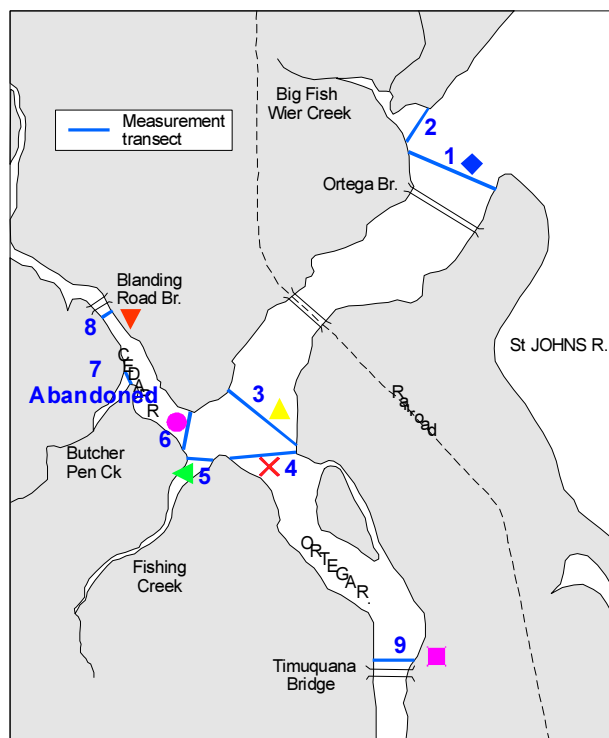 Big Fish
Wier Creek
2
Measurement
transect
1
Ortega Br.
Blanding
Road Br.
8
St JOHNS R.
7
CEDAR R.
Abandoned
3
Railroad
6
Butcher
Pen Ck
5
4
Fishing
Creek
ORTEGA R.
9
Timuquana
Bridge